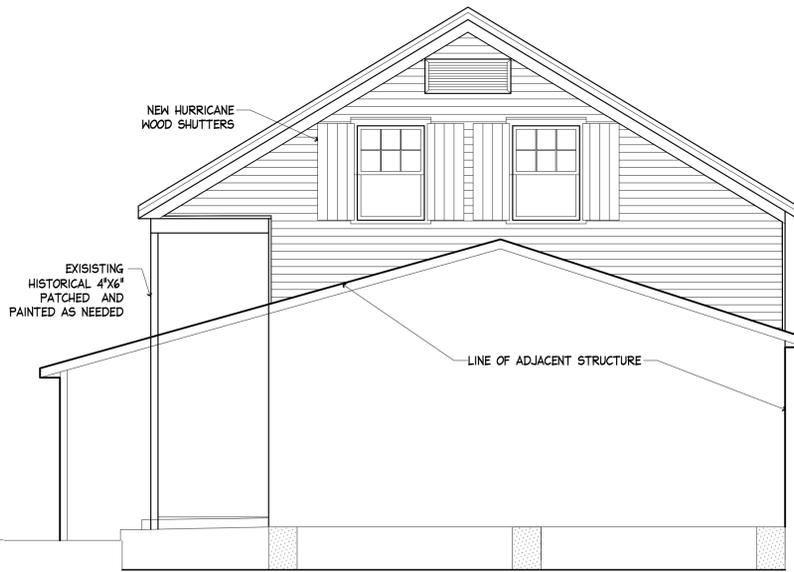 NEW HURRICANE
WOOD SHUTTERS
EXISISTING
HISTORICAL 4"X6"
PATCHED AND
PAINTED AS NEEDED
LINE OF ADJACENT STRUCTURE